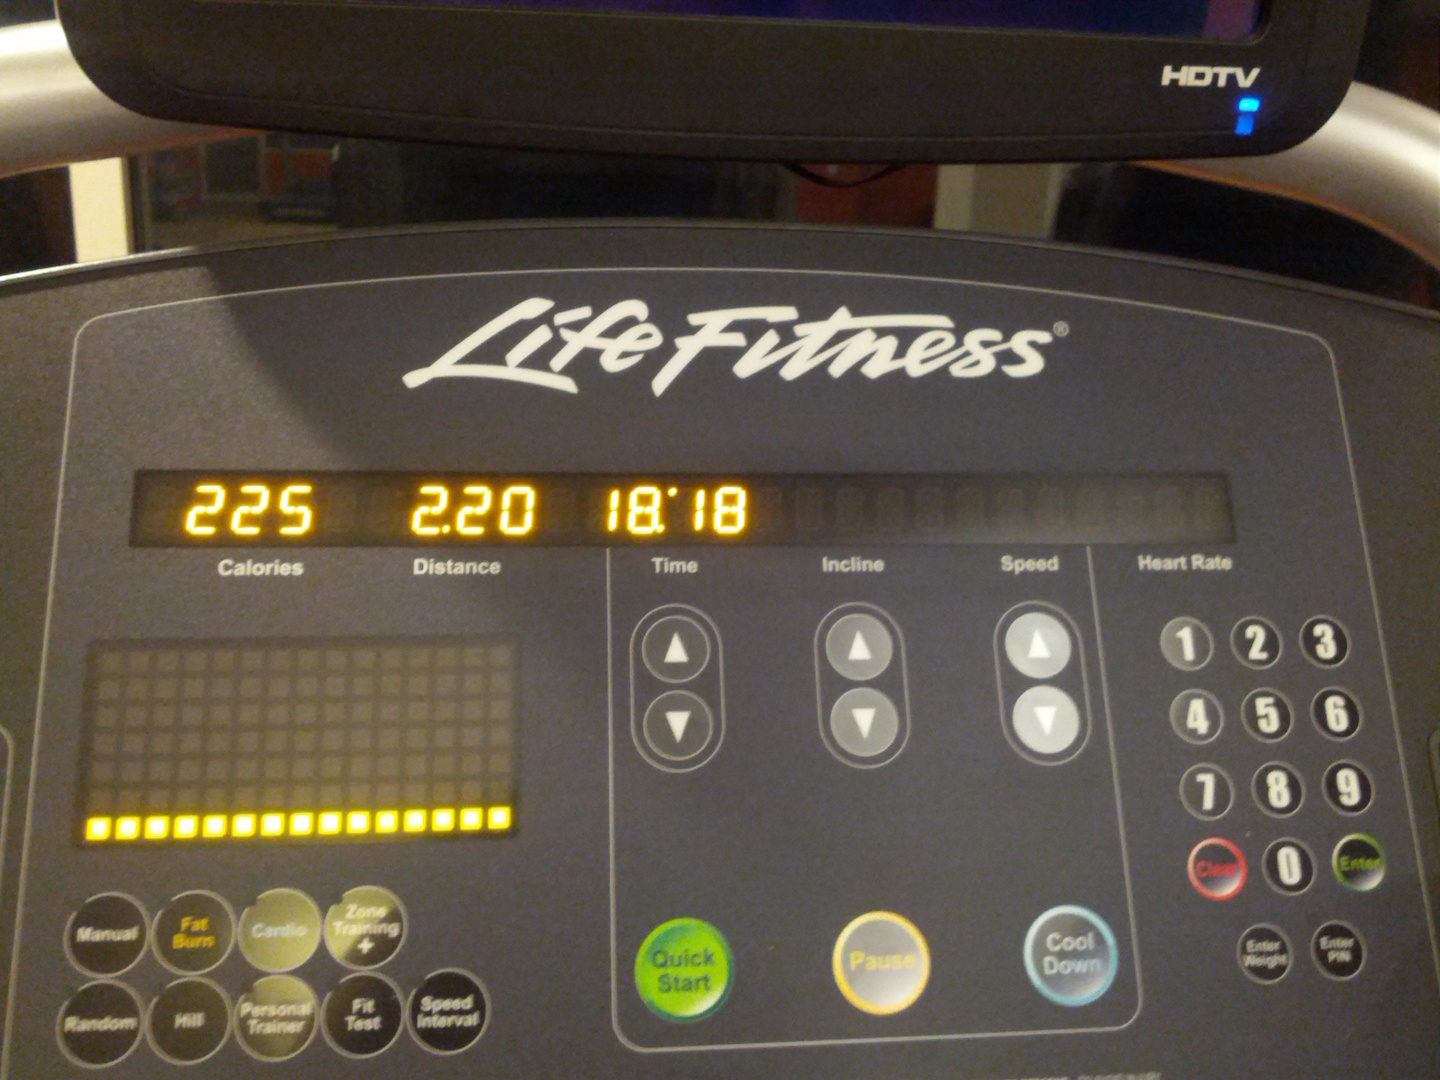 HDTV
Life Fitness®
225 2.20 18:18
Calories Distance Time Incline Speed Heart Rate
1 2 3
4 5 6
7 8 9
Clear 0 Enter
Manual Fat Burn Cardio Zone Training +
Random Hill Personal Trainer Fit Test Speed Interval
Quick Start Pause Cool Down
Enter Weight Enter PIN